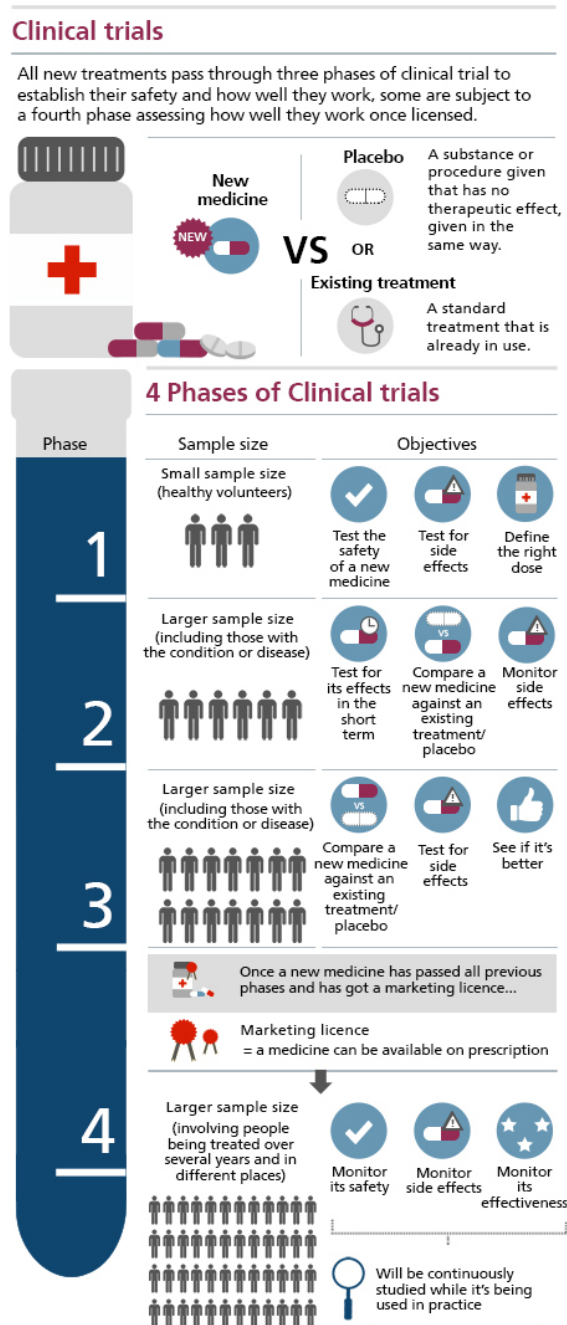 Clinical trials
All new treatments pass through three phases of clinical trial to
establish their safety and how well they work, some are subject to
a fourth phase assessing how well they work once licensed.
New
medicine
NEW
VS
Placebo
A substance or
procedure given
that has no
therapeutic effect,
given in the
same way.
OR
Existing treatment
A standard
treatment that is
already in use.
4 Phases of Clinical trials
Phase
Sample size
Objectives
1
Small sample size
(healthy volunteers)
Test the
safety
of a new
medicine
Test for
side
effects
Define
the right
dose
2
Larger sample size
(including those with
the condition or disease)
Test for
its effects
in the
short
term
VS
Compare a
new medicine
against an
existing
treatment/
placebo
Monitor
side
effects
3
Larger sample size
(including those with
the condition or disease)
VS
Compare a
new medicine
against an
existing
treatment/
placebo
Test for
side
effects
See if it's
better
Once a new medicine has passed all previous
phases and has got a marketing licence...
Marketing licence
= a medicine can be available on prescription
4
Larger sample size
(involving people
being treated over
several years and in
different places)
Monitor
its safety
Monitor
side effects
Monitor
its
effectiveness
Will be continuously
studied while it's being
used in practice